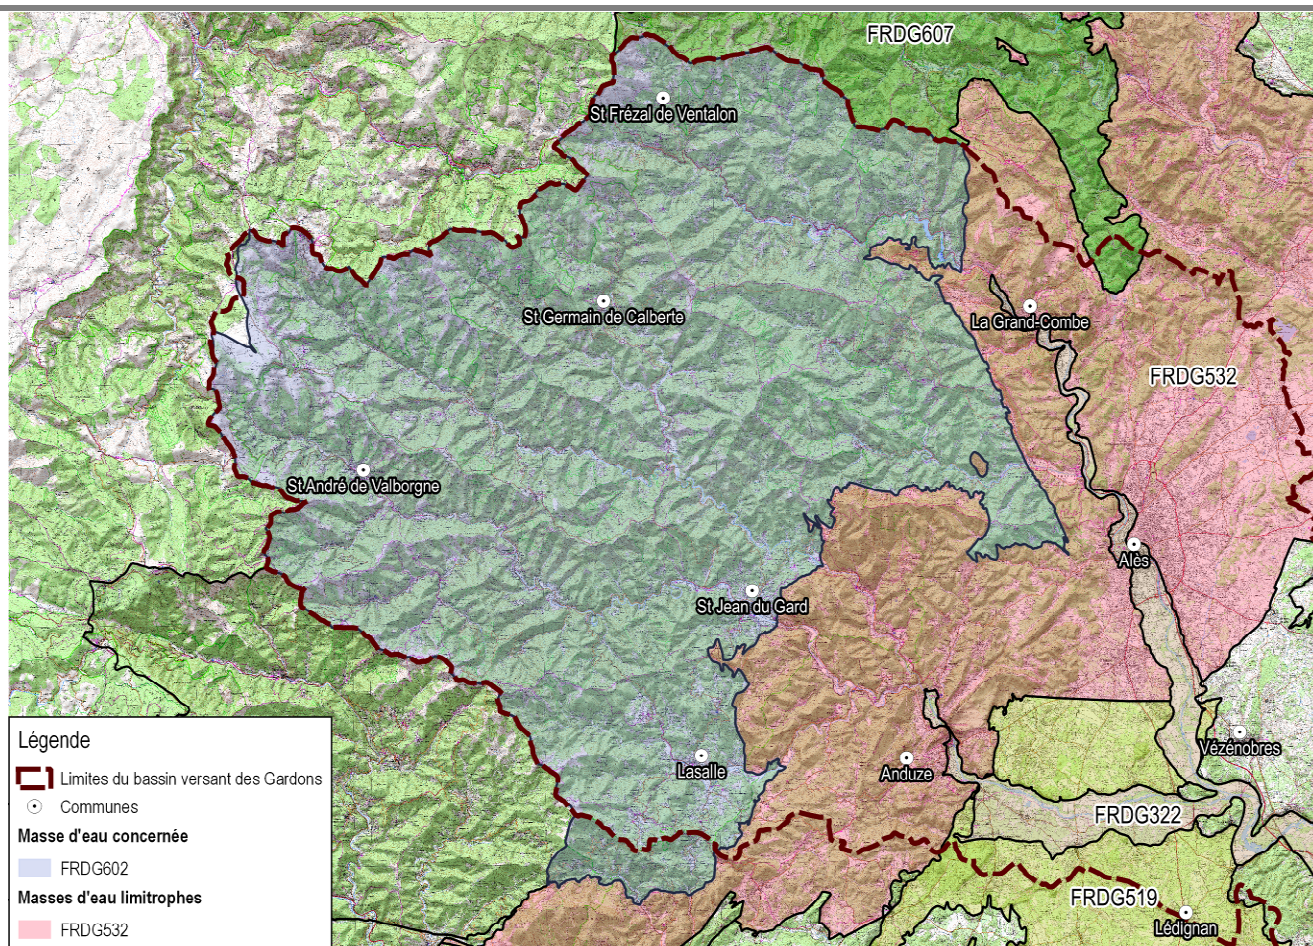 FRDG607
St Frézal de Ventalon
St Germain de Calberte
La Grand-Combe
FRDG532
St André de Valborgne
Alès
St Jean du Gard
Vézénobres
Lasalle
Anduze
FRDG322
FRDG519
Lédignan
Légende
Limites du bassin versant des Gardons
Communes
Masse d'eau concernée
FRDG602
Masses d'eau limitrophes
FRDG532